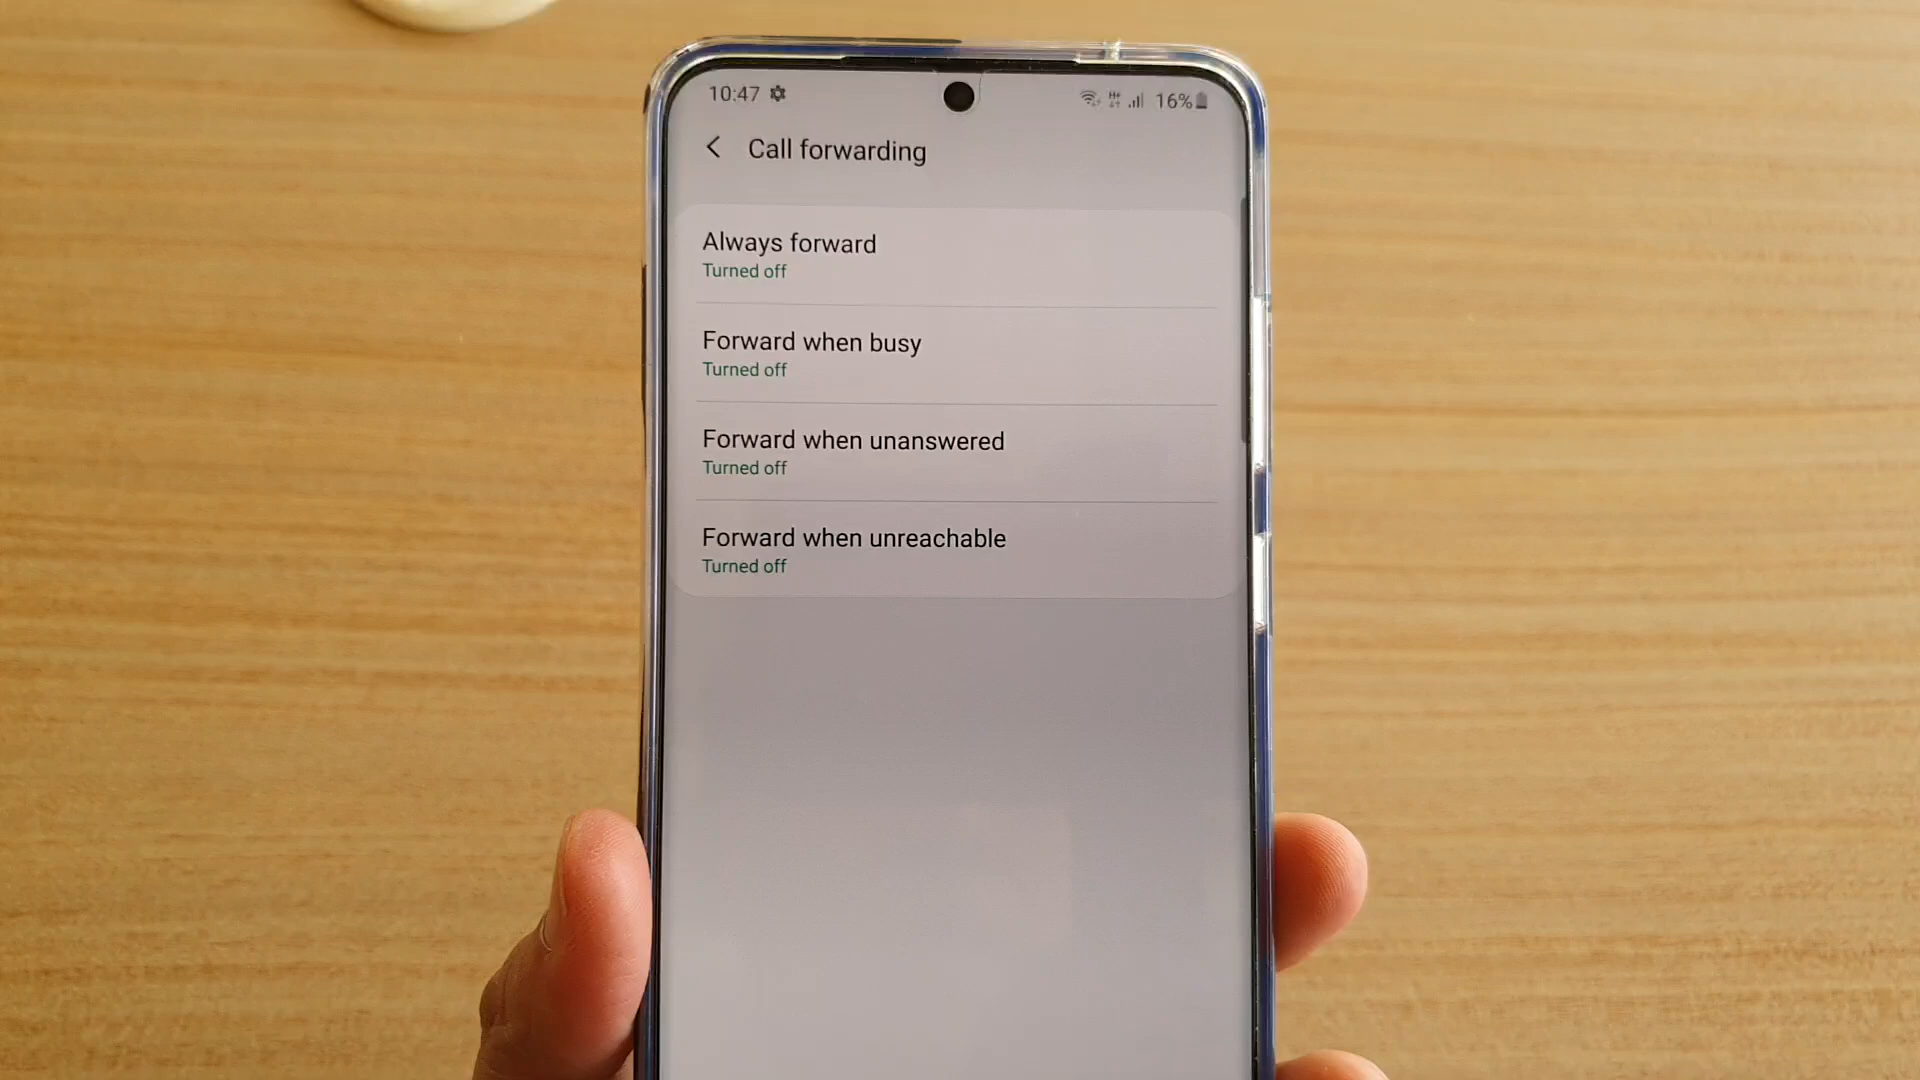 10:47
H+
16%
Call forwarding
Always forward
Turned off
Forward when busy
Turned off
Forward when unanswered
Turned off
Forward when unreachable
Turned off